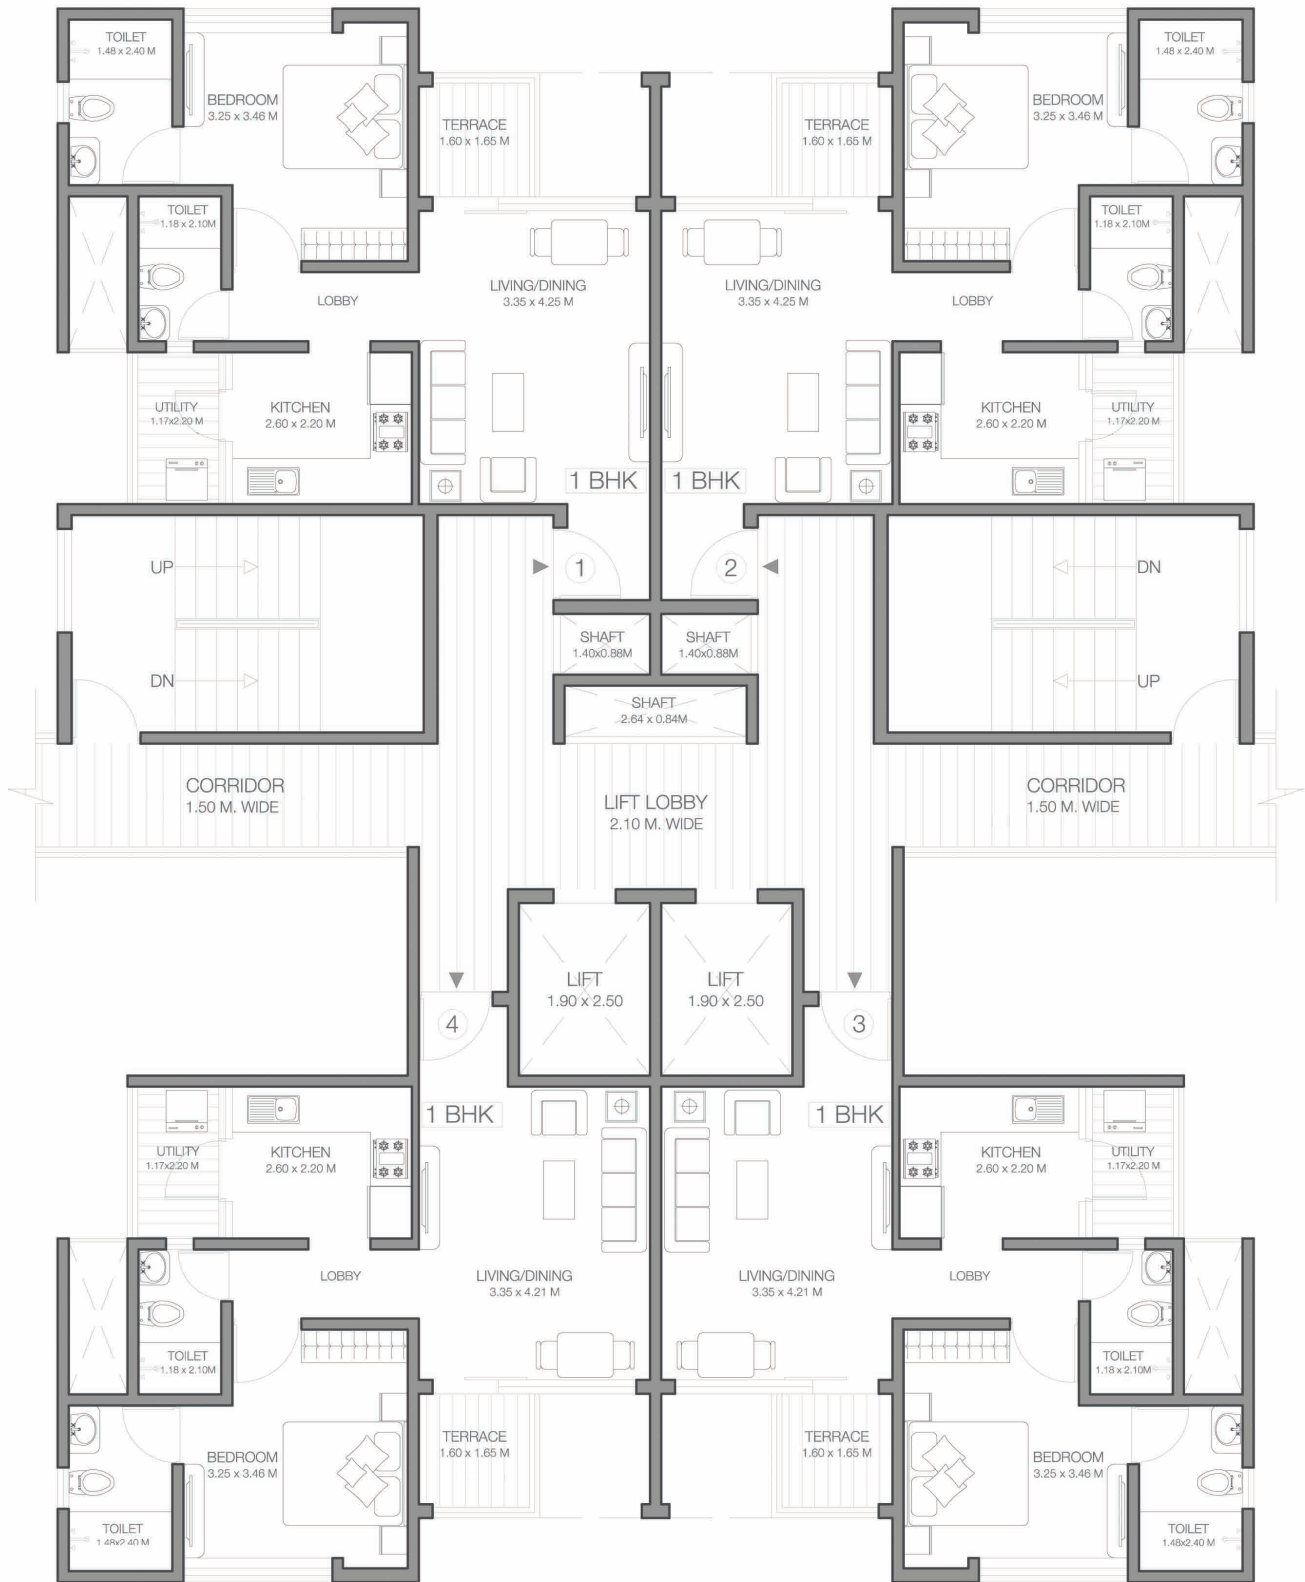 TOILET
1.48 x 2.40 M
TOILET
1.48 x 2.40 M
BEDROOM
3.25 x 3.46 M
BEDROOM
3.25 x 3.46 M
TERRACE
1.60 x 1.65 M
TERRACE
1.60 x 1.65 M
TOILET
1.18 x 2.10M
TOILET
1.18 x 2.10M
LOBBY
LIVING/DINING
3.35 x 4.25 M
LIVING/DINING
3.35 x 4.25 M
LOBBY
UTILITY
1.17x2.20 M
KITCHEN
2.60 x 2.20 M
KITCHEN
2.60 x 2.20 M
UTILITY
1.17x2.20 M
1 BHK
1 BHK
UP
1
2
DN
SHAFT
1.40x0.88M
SHAFT
1.40x0.88M
DN
UP
SHAFT
2.64 x 0.84M
CORRIDOR
1.50 M. WIDE
LIFT LOBBY
2.10 M. WIDE
CORRIDOR
1.50 M. WIDE
LIFT
1.90 x 2.50
LIFT
1.90 x 2.50
4
3
1 BHK
1 BHK
UTILITY
1.17x2.20 M
KITCHEN
2.60 x 2.20 M
KITCHEN
2.60 x 2.20 M
UTILITY
1.17x2.20 M
LOBBY
LIVING/DINING
3.35 x 4.21 M
LIVING/DINING
3.35 x 4.21 M
LOBBY
TOILET
1.18 x 2.10M
TOILET
1.18 x 2.10M
TERRACE
1.60 x 1.65 M
TERRACE
1.60 x 1.65 M
BEDROOM
3.25 x 3.46 M
BEDROOM
3.25 x 3.46 M
TOILET
1.48x2.40 M
TOILET
1.48x2.40 M